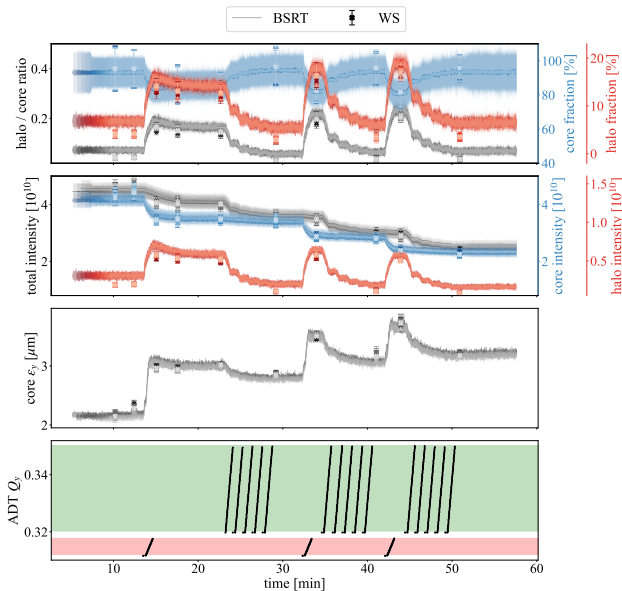 BSRT WS
halo / core ratio
0.4
0.2
100
80
60
40
core fraction [%]
20
10
0
halo fraction [%]
total intensity [10^10]
4
2
4
2
core intensity [10^10]
1.5
1.0
0.5
halo intensity [10^10]
core ε_y [μm]
3
2
ADT Q_y
0.34
0.32
10 20 30 40 50 60
time [min]